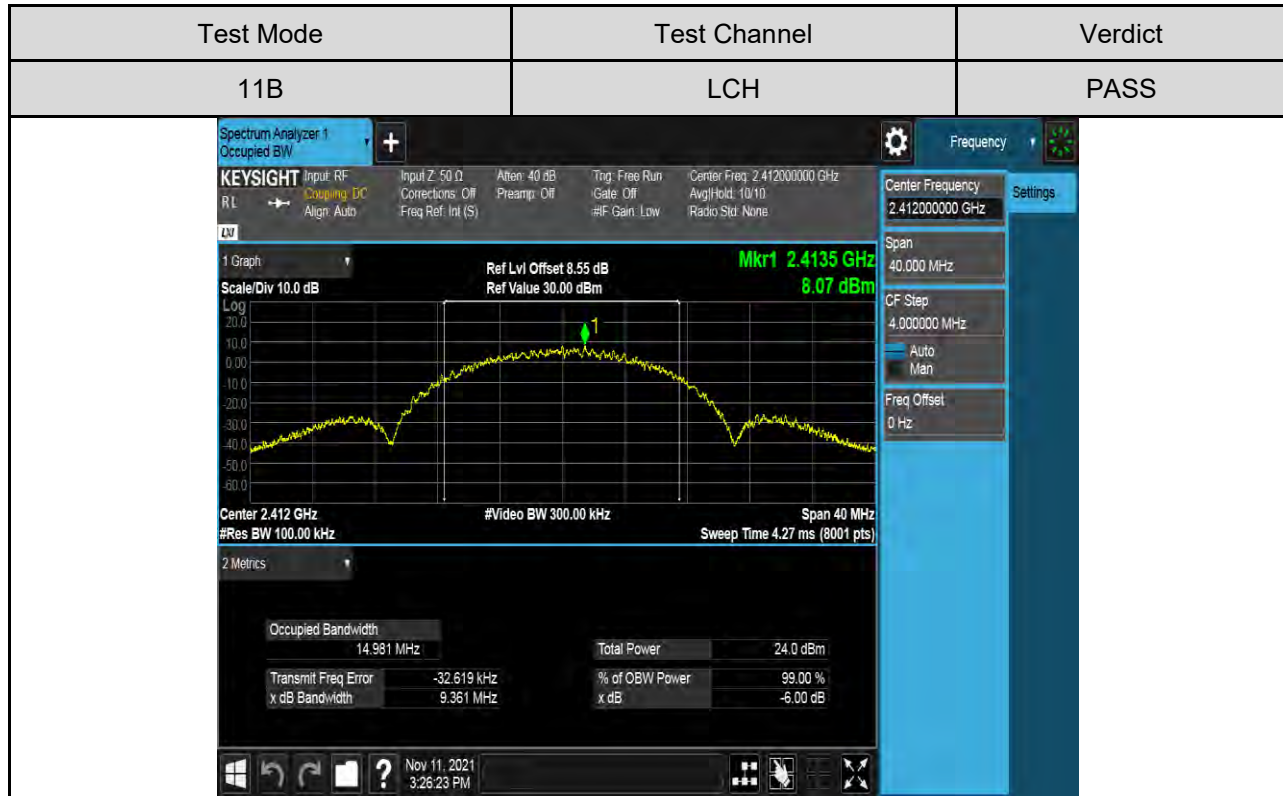 Test Mode Test Channel Verdict
11B LCH PASS
Spectrum Analyzer 1
Occupied BW
+
Frequency
KEYSIGHT Input: RF Input Z: 50 Ω Atten: 40 dB Trig: Free Run Center Freq: 2.412000000 GHz
Coupling: DC Corrections: Off Preamp: Off Gate: Off Avg|Hold: 10/10
RL Align: Auto Freq Ref: Int (S) #IF Gain: Low Radio Std: None
LXI
Center Frequency
2.412000000 GHz
Settings
Span
40.000 MHz
CF Step
4.000000 MHz
Auto
Man
Freq Offset
0 Hz
1 Graph Ref Lvl Offset 8.55 dB Mkr1 2.4135 GHz
Scale/Div 10.0 dB Ref Value 30.00 dBm 8.07 dBm
Log
20.0
10.0
0.00
-10.0
-20.0
-30.0
-40.0
-50.0
-60.0
1
Center 2.412 GHz #Video BW 300.00 kHz Span 40 MHz
#Res BW 100.00 kHz Sweep Time 4.27 ms (8001 pts)
2 Metrics
Occupied Bandwidth
14.981 MHz Total Power 24.0 dBm
Transmit Freq Error -32.619 kHz % of OBW Power 99.00 %
x dB Bandwidth 9.361 MHz x dB -6.00 dB
?
Nov 11, 2021
3:26:23 PM